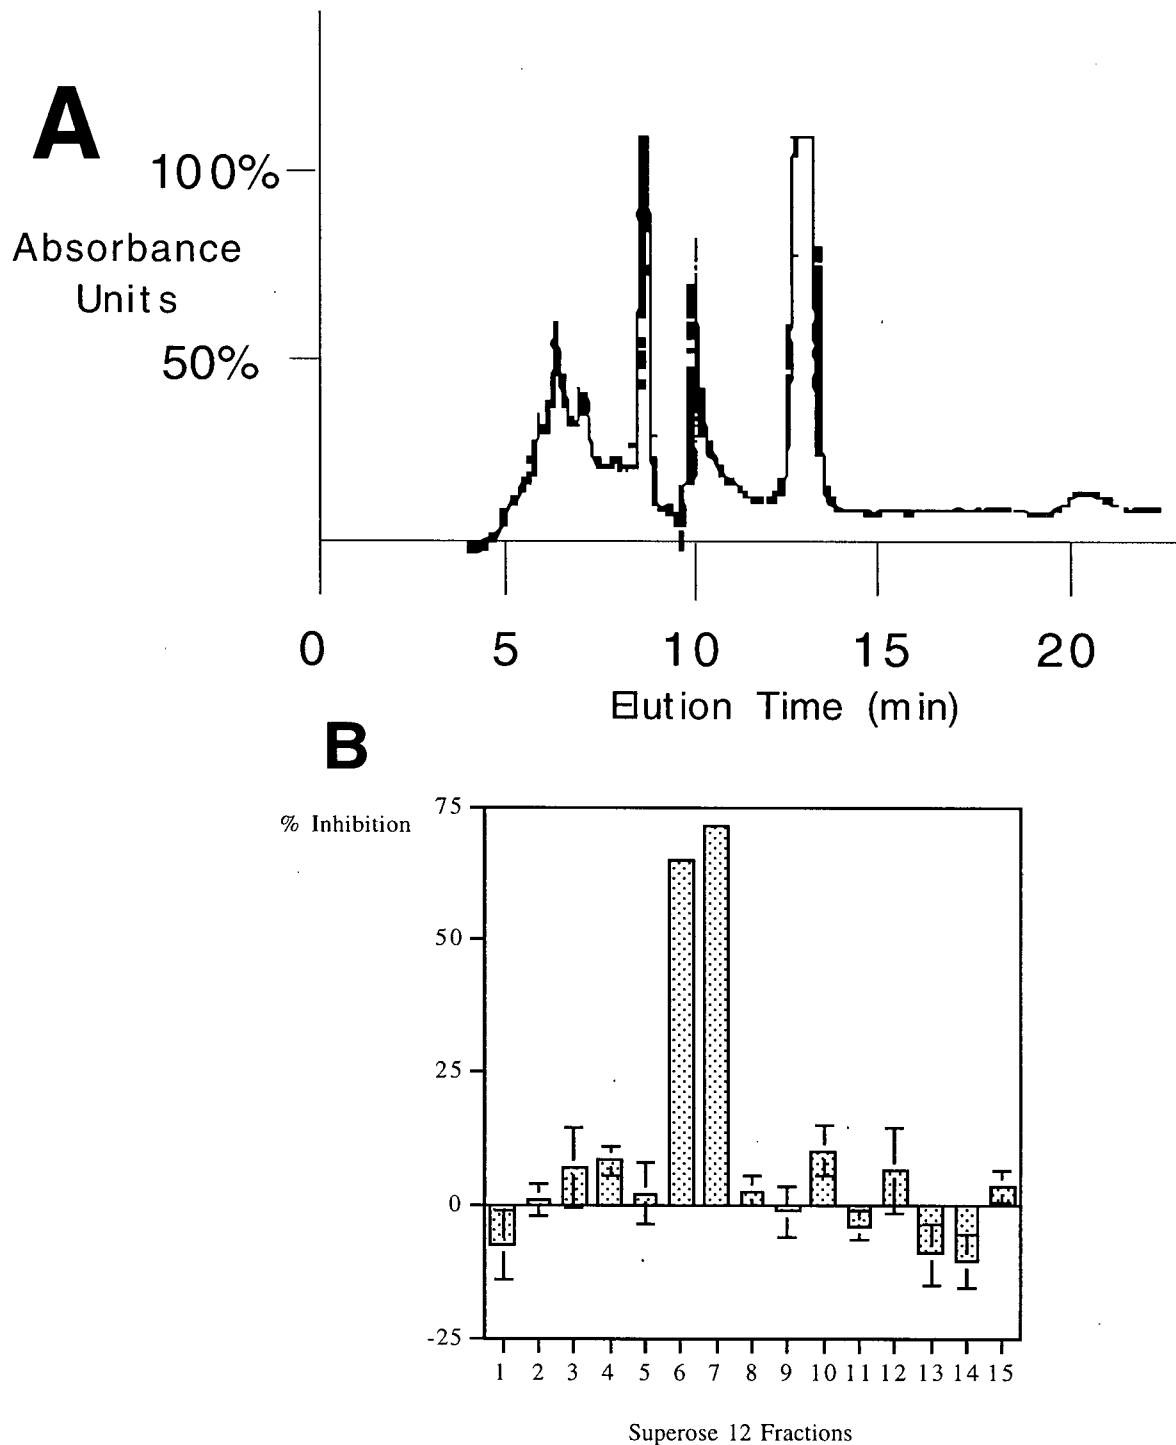 A
100%
Absorbance
Units
50%
0 5 10 15 20
Elution Time (min)
B
% Inhibition
75
50
25
0
-25
1 2 3 4 5 6 7 8 9 10 11 12 13 14 15
Superose 12 Fractions